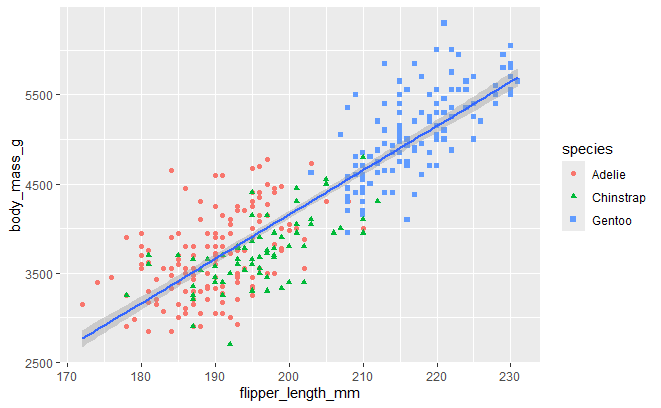 body_mass_g
5500
4500
3500
2500
170 180 190 200 210 220 230
flipper_length_mm
species
Adelie
Chinstrap
Gentoo